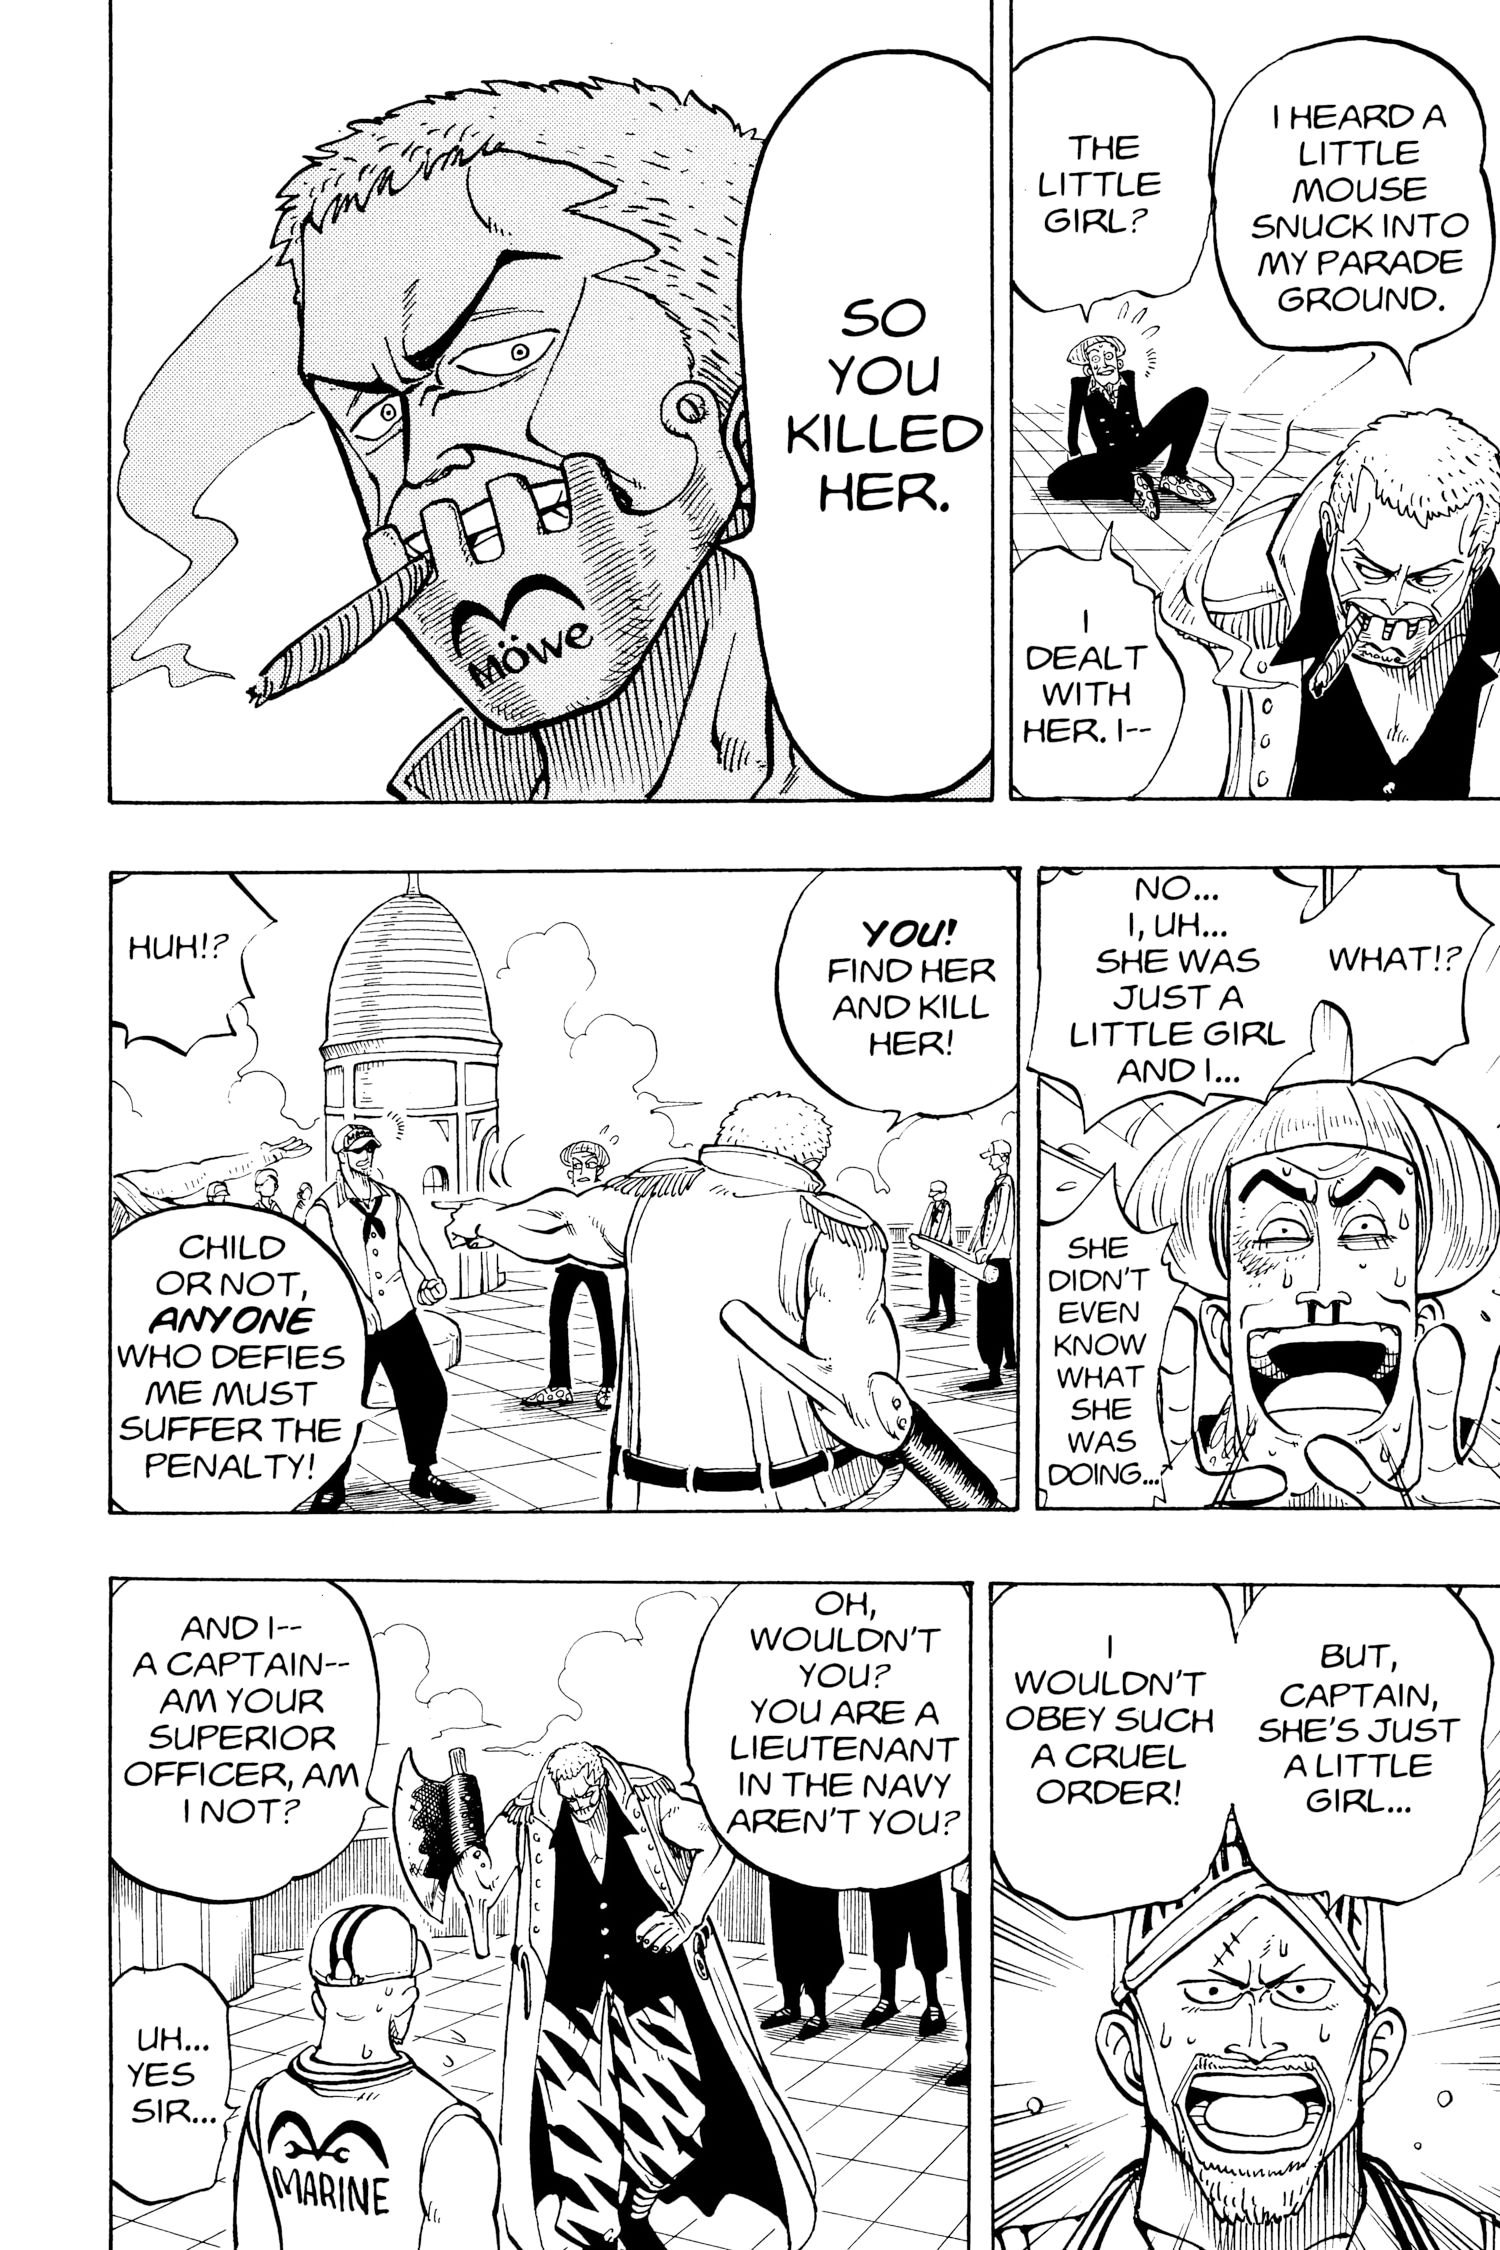 I HEARD A
LITTLE
MOUSE
SNUCK INTO
MY PARADE
GROUND.
THE
LITTLE
GIRL?
I
DEALT
WITH
HER. I--
MÖWE
SO
YOU
KILLED
HER.
MÖWE
WHAT!?
NO...
I, UH...
SHE WAS
JUST A
LITTLE GIRL
AND I...
SHE
DIDN'T
EVEN
KNOW
WHAT
SHE
WAS
DOING...
YOU!
FIND HER
AND KILL
HER!
HUH!?
CHILD
OR NOT,
ANYONE
WHO DEFIES
ME MUST
SUFFER THE
PENALTY!
BUT,
CAPTAIN,
SHE'S JUST
A LITTLE
GIRL...
I
WOULDN'T
OBEY SUCH
A CRUEL
ORDER!
OH,
WOULDN'T
YOU?
YOU ARE A
LIEUTENANT
IN THE NAVY
AREN'T YOU?
AND I--
A CAPTAIN--
AM YOUR
SUPERIOR
OFFICER, AM
I NOT?
UH...
YES
SIR...
MARINE